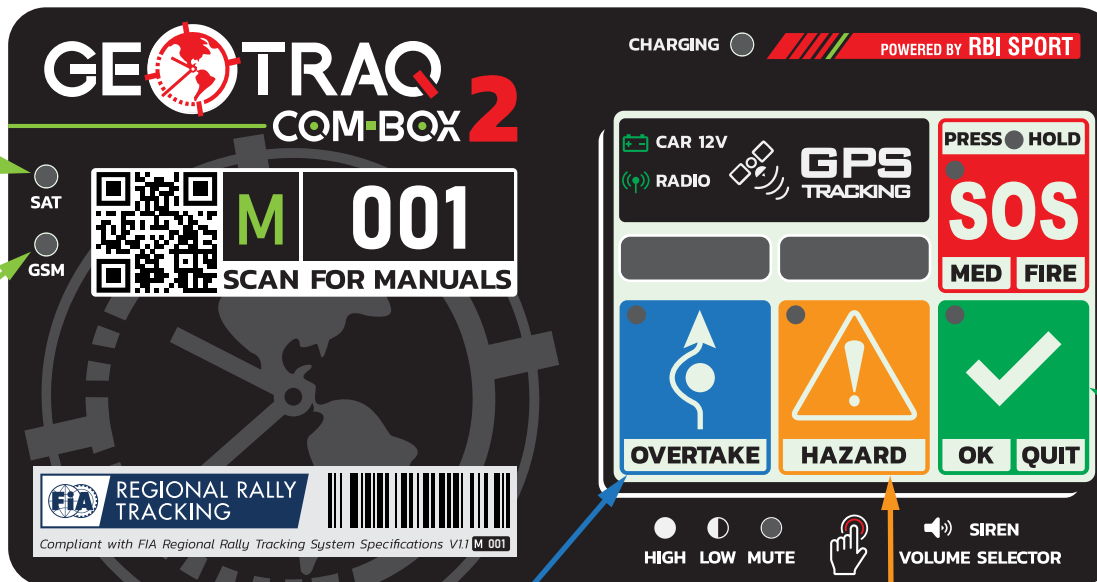 GEOTRAQ
COM-BOX 2
CHARGING
POWERED BY RBI SPORT
SAT
GSM
M 001
SCAN FOR MANUALS
CAR 12V
RADIO
GPS
TRACKING
PRESS HOLD
SOS
MED FIRE
OVERTAKE
HAZARD
OK QUIT
FiA REGIONAL RALLY
TRACKING
Compliant with FIA Regional Rally Tracking System Specifications V1.1 M 001
HIGH LOW MUTE
SIREN
VOLUME SELECTOR